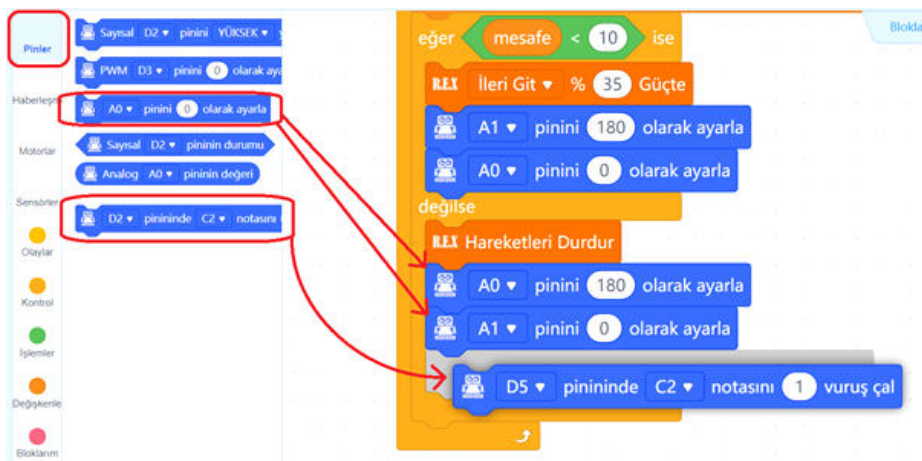 Pinler
Haberleşm
Motorlar
Sensörler
Olaylar
Kontrol
İşlemler
Değişkenle
Bloklarım
Sayısal D2 pinini YÜKSEK
PWM D3 pinini 0 olarak aya
A0 pinini 0 olarak ayarla
Sayısal D2 pininin durumu
Analog A0 pininin değeri
D2 pinininde C2 notasını
eğer mesafe < 10 ise
R.E.X İleri Git % 35 Güçte
A1 pinini 180 olarak ayarla
A0 pinini 0 olarak ayarla
değilse
R.E.X Hareketleri Durdur
A0 pinini 180 olarak ayarla
A1 pinini 0 olarak ayarla
D5 pinininde C2 notasını 1 vuruş çal
Blokla